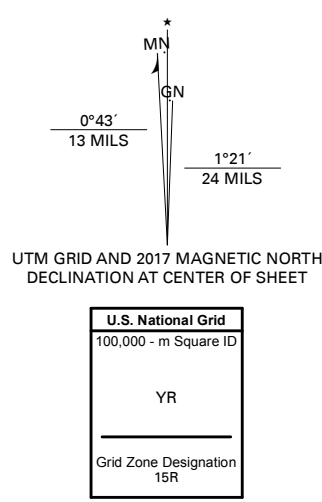 ★
MN
GN
0°43´
13 MILS
1°21´
24 MILS
UTM GRID AND 2017 MAGNETIC NORTH
DECLINATION AT CENTER OF SHEET
U.S. National Grid
100,000 - m Square ID
YR
Grid Zone Designation
15R